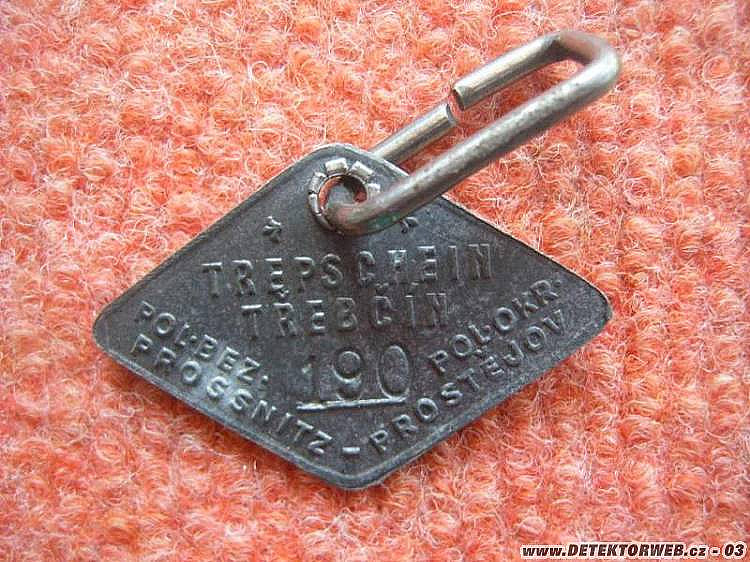 TREPSCHEIN
TŘEBČÍN
POL·BEZ· 190 POL·OKR·
PROSSNITZ - PROSTĚJOV
www.DETEKTORWEB.cz - 03